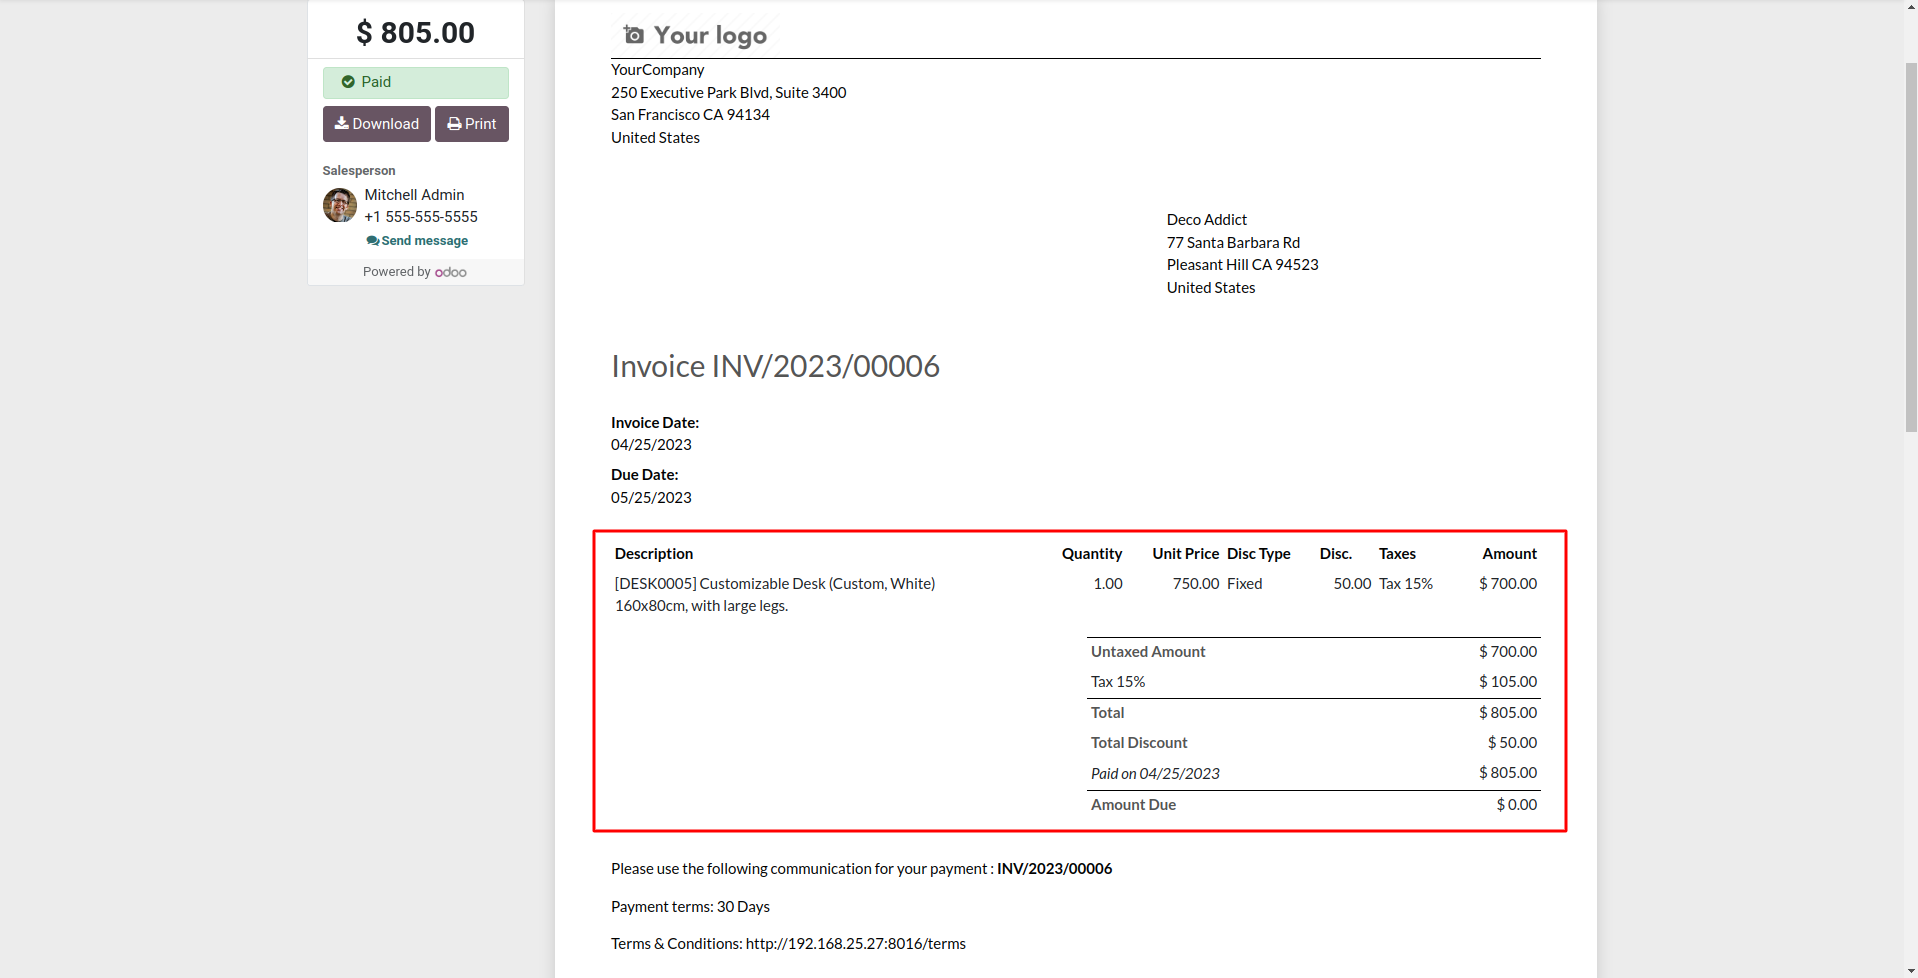 $ 805.00
Paid
Download Print
Salesperson
Mitchell Admin
+1 555-555-5555
Send message
Powered by odoo
Your logo
YourCompany
250 Executive Park Blvd, Suite 3400
San Francisco CA 94134
United States
Deco Addict
77 Santa Barbara Rd
Pleasant Hill CA 94523
United States
Invoice INV/2023/00006
Invoice Date:
04/25/2023
Due Date:
05/25/2023
Description Quantity Unit Price Disc Type Disc. Taxes Amount
[DESK0005] Customizable Desk (Custom, White) 1.00 750.00 Fixed 50.00 Tax 15% $ 700.00
160x80cm, with large legs.
Untaxed Amount $ 700.00
Tax 15% $ 105.00
Total $ 805.00
Total Discount $ 50.00
Paid on 04/25/2023 $ 805.00
Amount Due $ 0.00
Please use the following communication for your payment : INV/2023/00006
Payment terms: 30 Days
Terms & Conditions: http://192.168.25.27:8016/terms